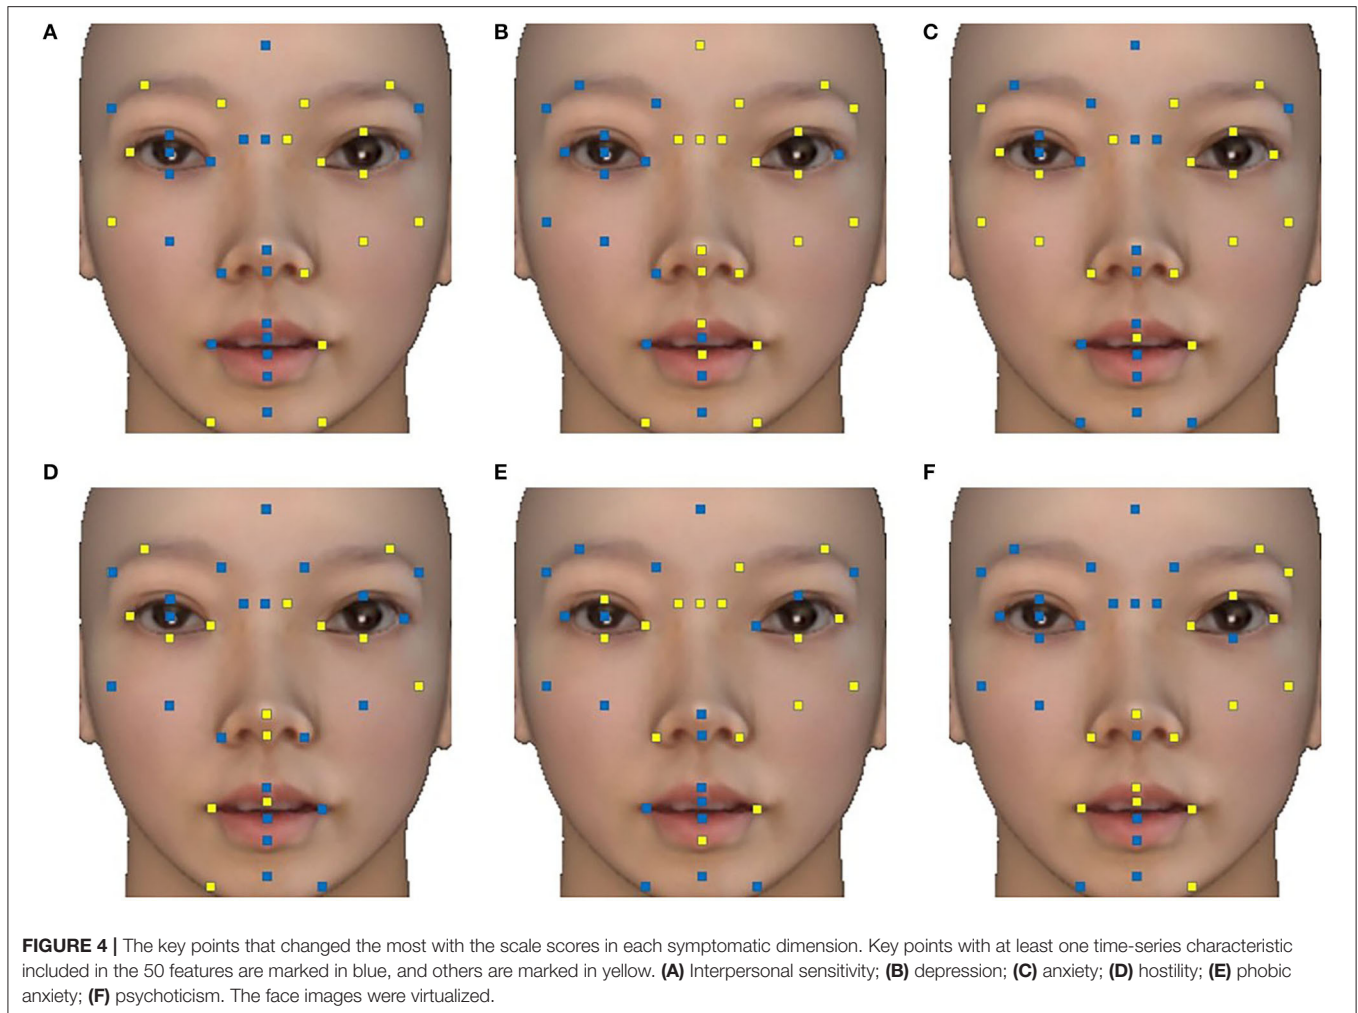 A
B
C
D
E
F
FIGURE 4 | The key points that changed the most with the scale scores in each symptomatic dimension. Key points with at least one time-series characteristic
included in the 50 features are marked in blue, and others are marked in yellow. (A) Interpersonal sensitivity; (B) depression; (C) anxiety; (D) hostility; (E) phobic
anxiety; (F) psychoticism. The face images were virtualized.